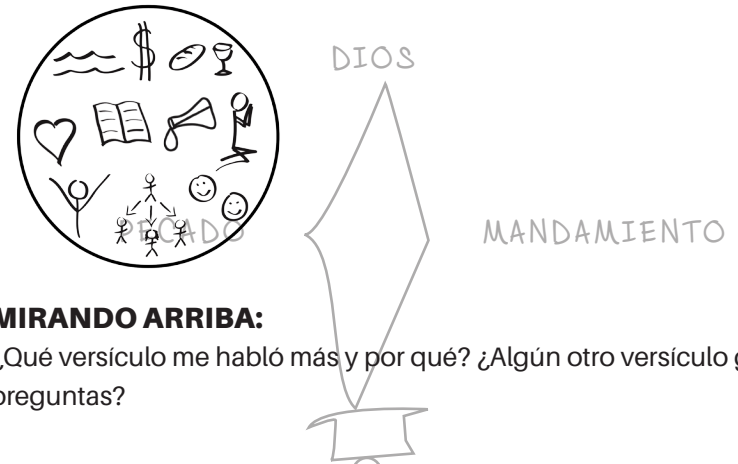 DIOS
PECADO
MANDAMIENTO
MIRANDO ARRIBA:
¿Qué versículo me habló más y por qué? ¿Algún otro versículo
preguntas?